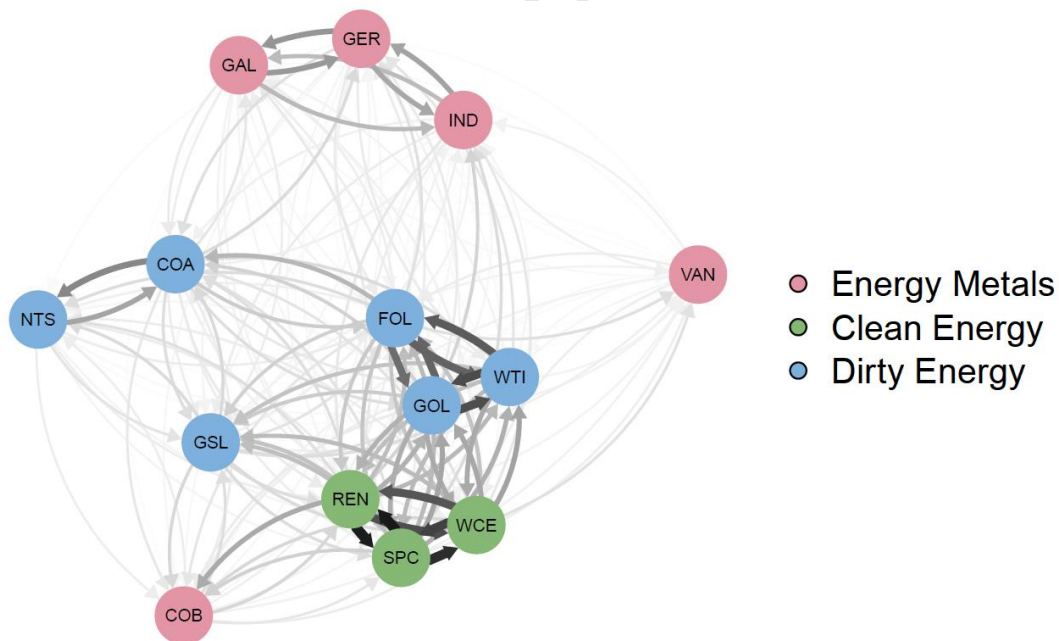 GER
GAL
IND
COA
VAN
NTS
FOL
WTI
GOL
GSL
REN
WCE
SPC
COB
Energy Metals
Clean Energy
Dirty Energy